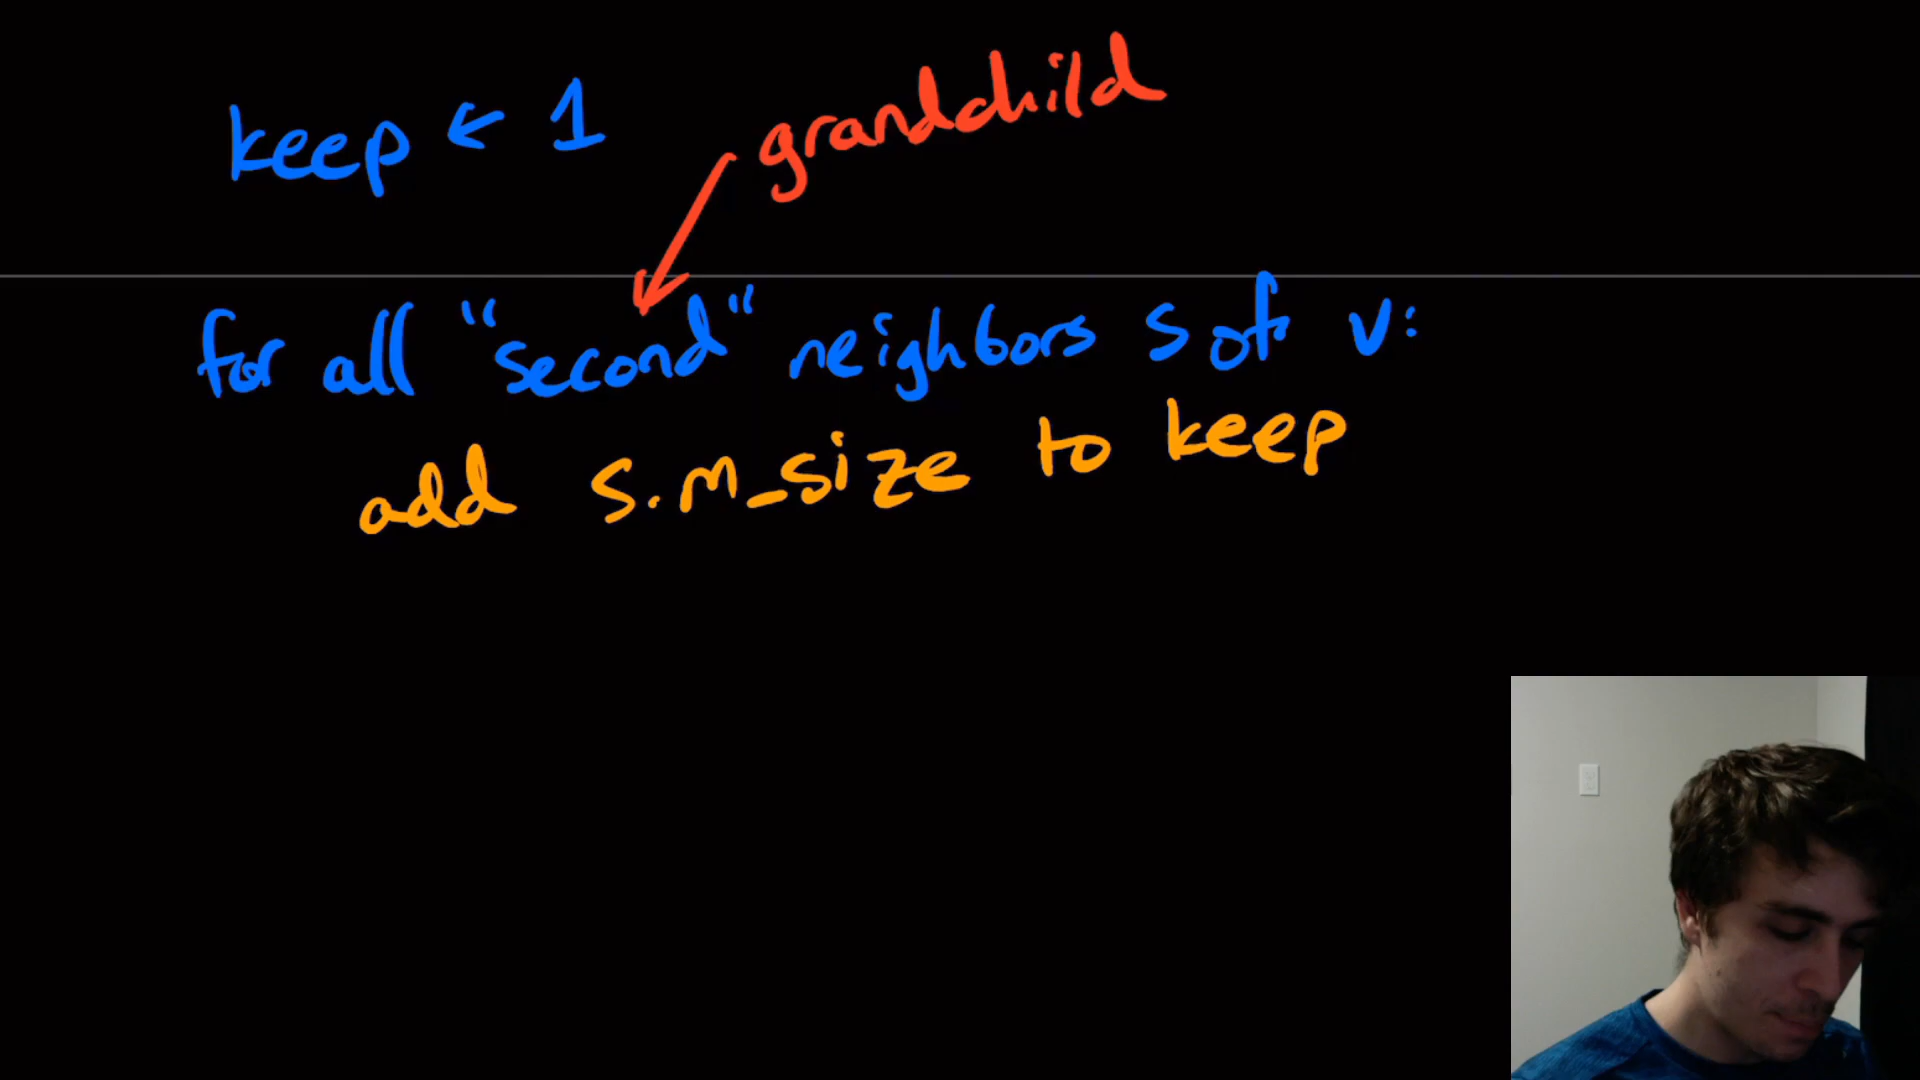 keep ← 1
grandchild
for all "second" neighbors s of v:
add s.m_size to keep